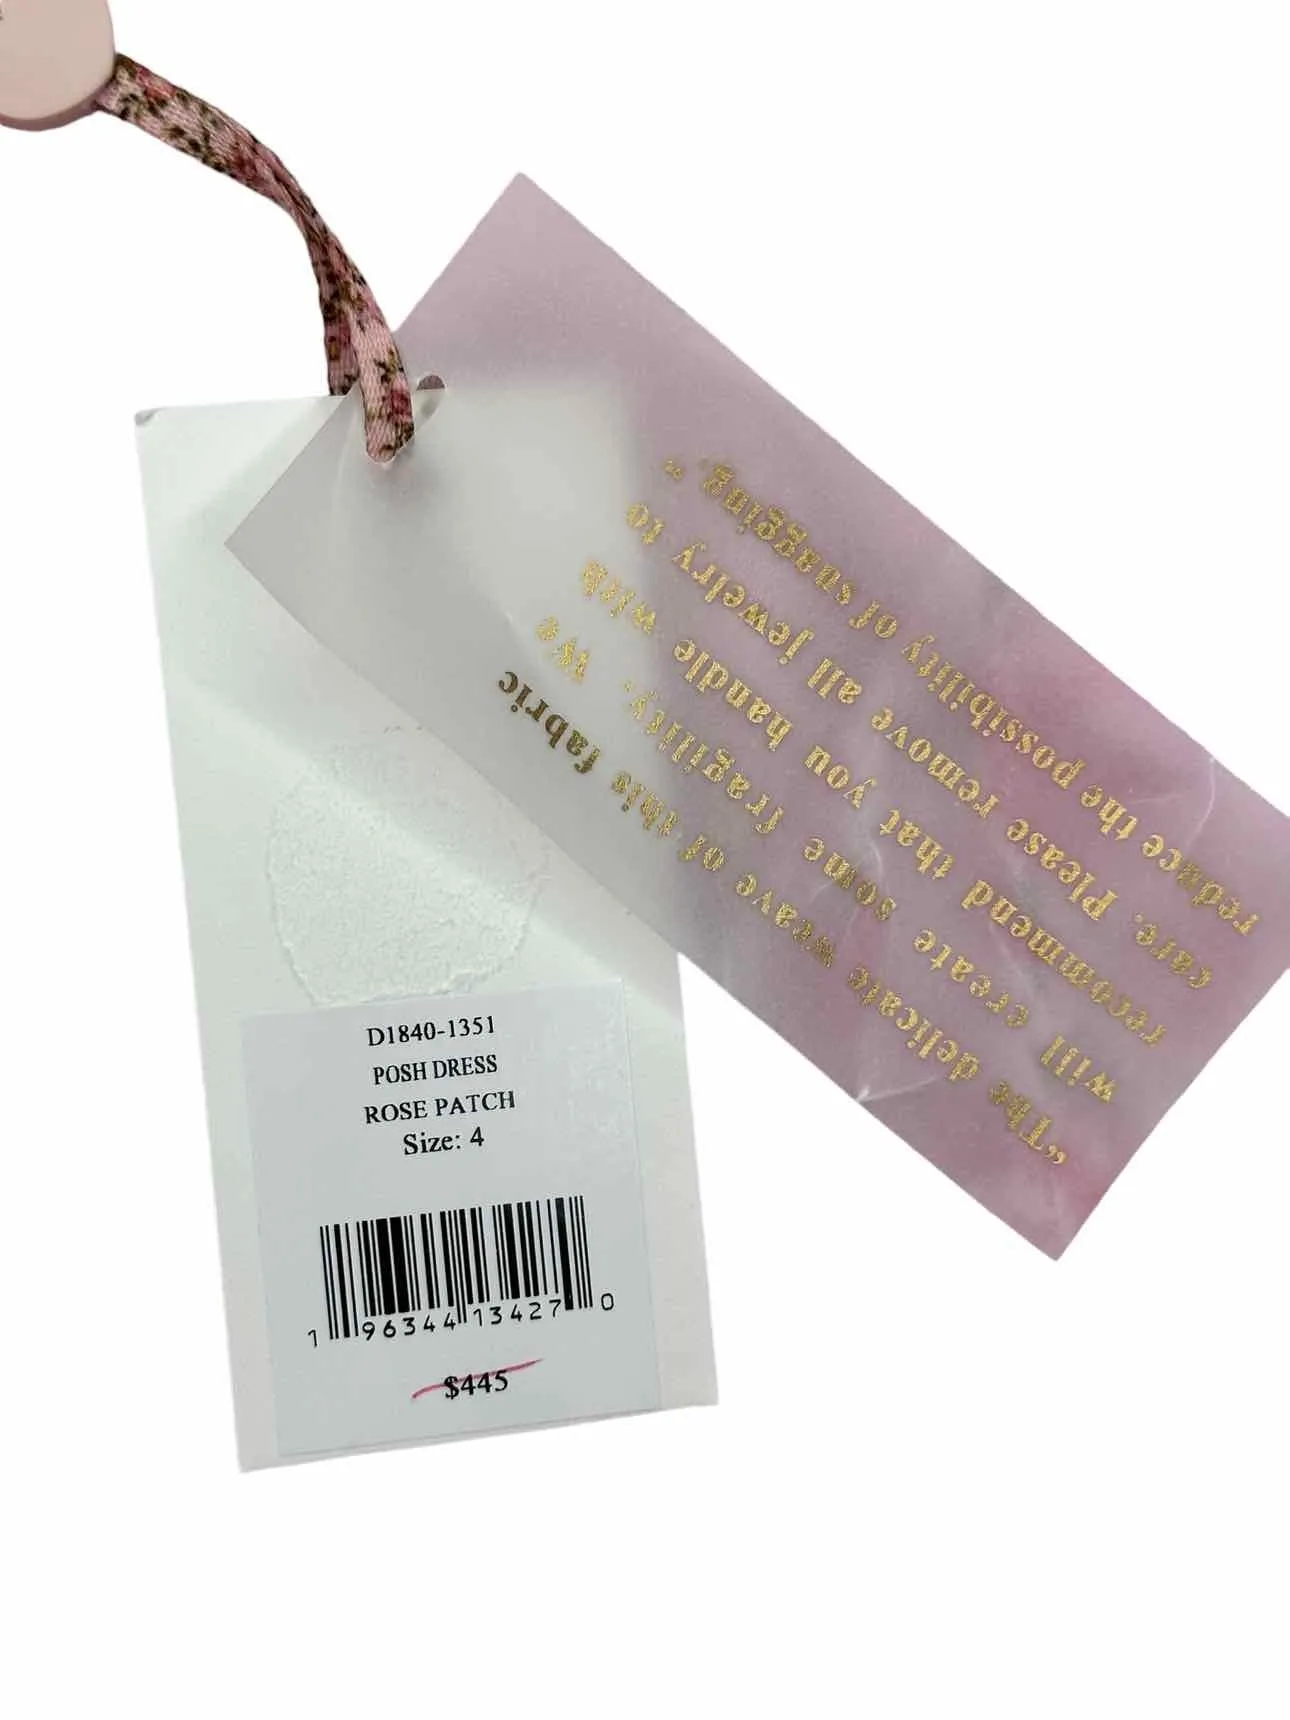 D1840-1351
POSH DRESS
ROSE PATCH
Size: 4
1 96344 13427 0
$445
"The delicate weave of this fabric
will create some fragility. We
recommend that you handle with
care. Please remove all jewelry to
reduce the possibility of snagging."